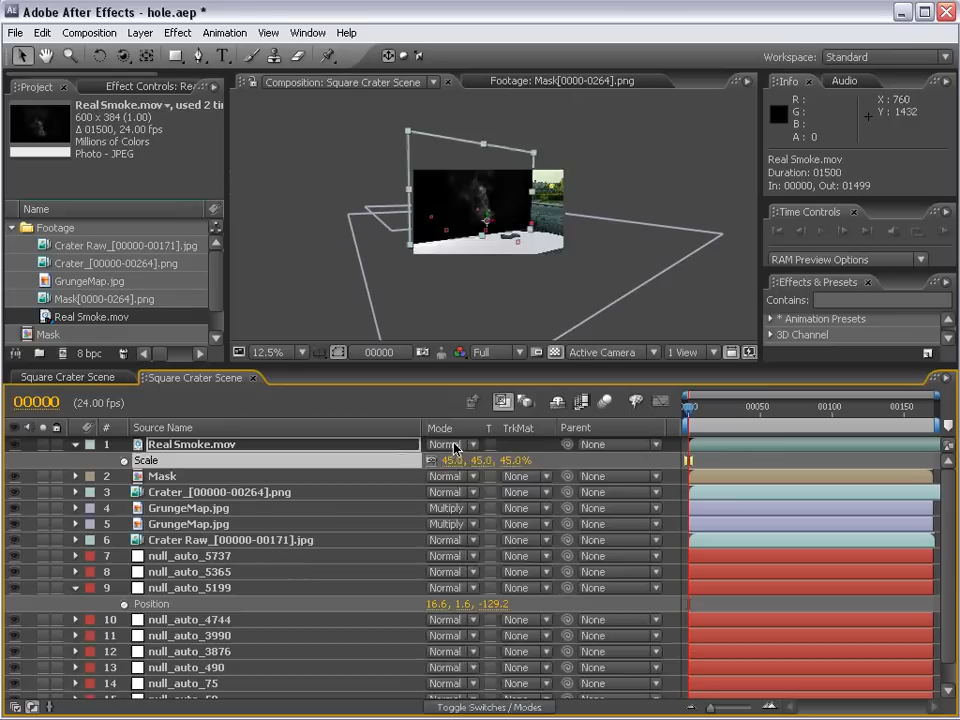 Adobe After Effects - hole.aep *
File Edit Composition Layer Effect Animation View Window Help
Workspace: Standard
Project Effect Controls: Re
Composition: Square Crater Scene
Footage: Mask[0000-0264].png
Info Audio
Real Smoke.mov, used 2 ti
600 x 384 (1.00)
Δ 01500, 24.00 fps)
Millions of Colors
Photo - JPEG
R :
G :
B :
A : 0
X : 760
Y : 1432
Real Smoke.mov
Duration: 01500
In: 00000, Out: 01499
Time Controls
RAM Preview Options
Effects & Presets
Contains:
* Animation Presets
3D Channel
Name
Footage
Crater Raw_[00000-00171].jpg
Crater_[00000-00264].png
GrungeMap.jpg
Mask[0000-0264].png
Real Smoke.mov
Mask
8 bpc
12.5% 00000 Full Active Camera 1 View
Square Crater Scene
Square Crater Scene
00000 (24.00 fps)
00050 00100 00150
# Source Name Mode T TrkMat Parent
1 Real Smoke.mov Normal None
Scale 45.0, 45.0, 45.0%
2 Mask Normal None None
3 Crater_[00000-00264].png Normal None None
4 GrungeMap.jpg Multiply None None
5 GrungeMap.jpg Multiply None None
6 Crater Raw_[00000-00171].jpg Normal None None
7 null_auto_5737 Normal None None
8 null_auto_5365 Normal None None
9 null_auto_5199 Normal None None
Position 16.6, 1.6, -129.2
10 null_auto_4744 Normal None None
11 null_auto_3990 Normal None None
12 null_auto_3876 Normal None None
13 null_auto_490 Normal None None
14 null_auto_75 Normal None None
Toggle Switches / Modes